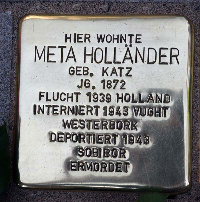 HIER WOHNTE
META HOLLÄNDER
GEB. KATZ
JG. 1872
FLUCHT 1939 HOLLAND
INTERNIERT 1943 VUGHT
WESTERBORK
DEPORTIERT 1943
SOBIBOR
ERMORDET